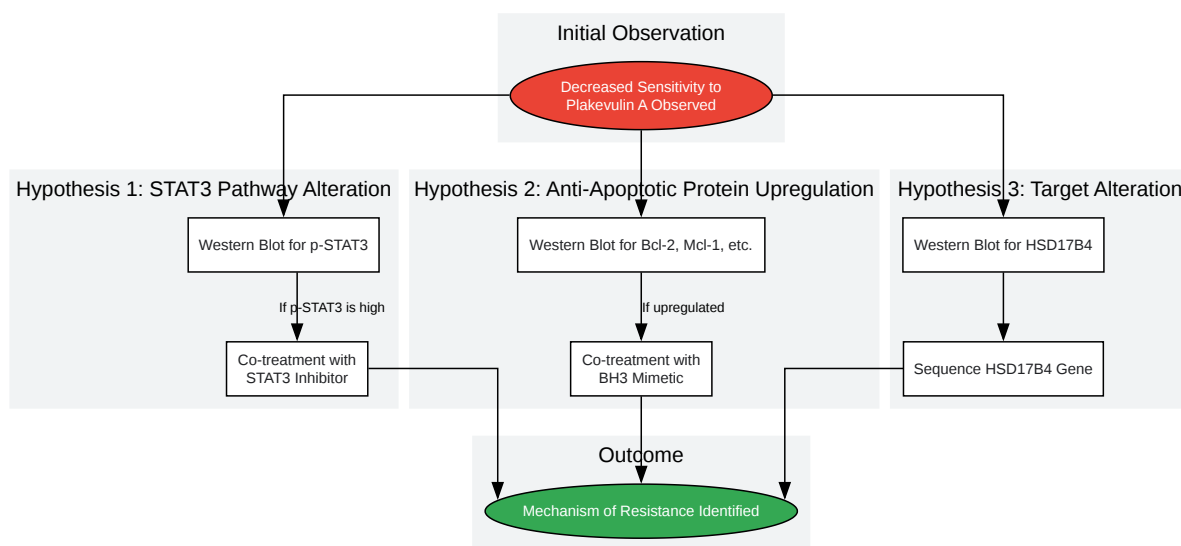 Initial Observation
Decreased Sensitivity to
Plakevulin A Observed
Hypothesis 1: STAT3 Pathway Alteration
Western Blot for p-STAT3
If p-STAT3 is high
Co-treatment with
STAT3 Inhibitor
Hypothesis 2: Anti-Apoptotic Protein Upregulation
Western Blot for Bcl-2, Mcl-1, etc.
If upregulated
Co-treatment with
BH3 Mimetic
Hypothesis 3: Target Alteration
Western Blot for HSD17B4
Sequence HSD17B4 Gene
Outcome
Mechanism of Resistance Identified